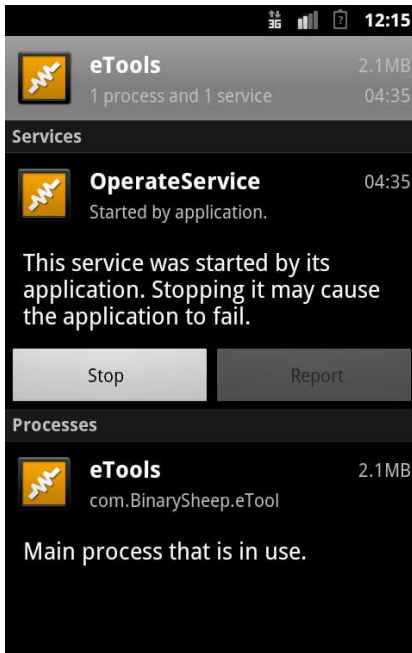 3G 12:15
eTools 2.1MB
1 process and 1 service 04:35
Services
OperateService 04:35
Started by application.
This service was started by its
application. Stopping it may cause
the application to fail.
Stop Report
Processes
eTools 2.1MB
com.BinarySheep.eTool
Main process that is in use.